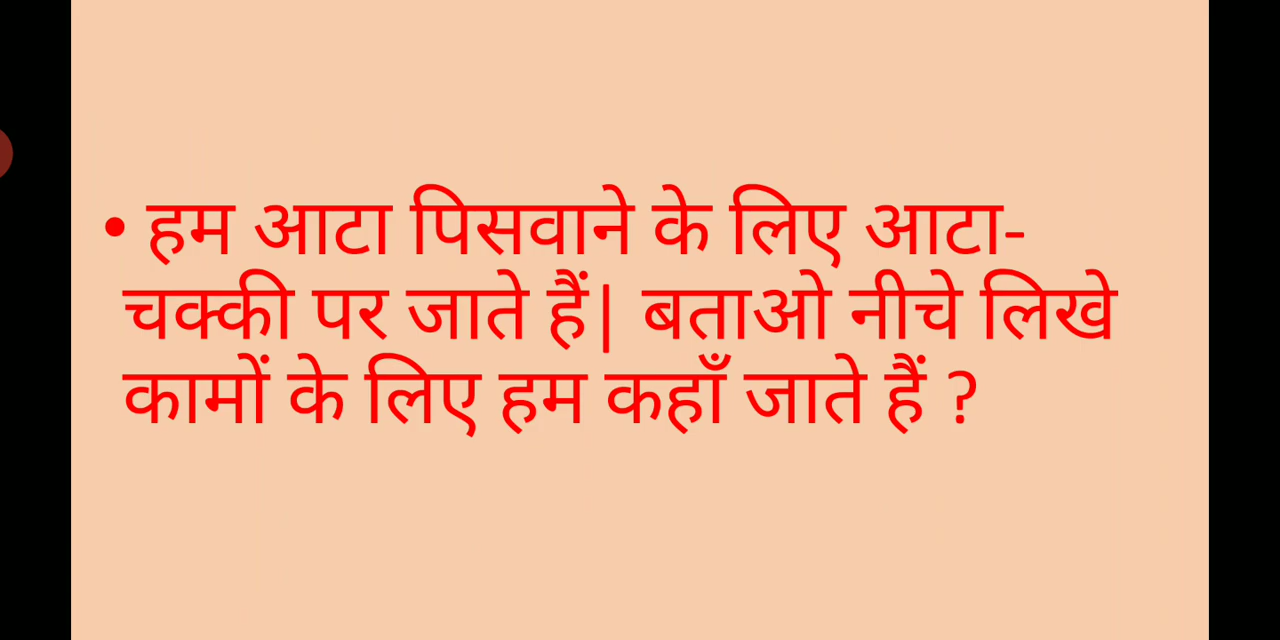 • हम आटा पिसवाने के लिए आटा-
चक्की पर जाते हैं| बताओ नीचे लिखे
कामों के लिए हम कहाँ जाते हैं ?